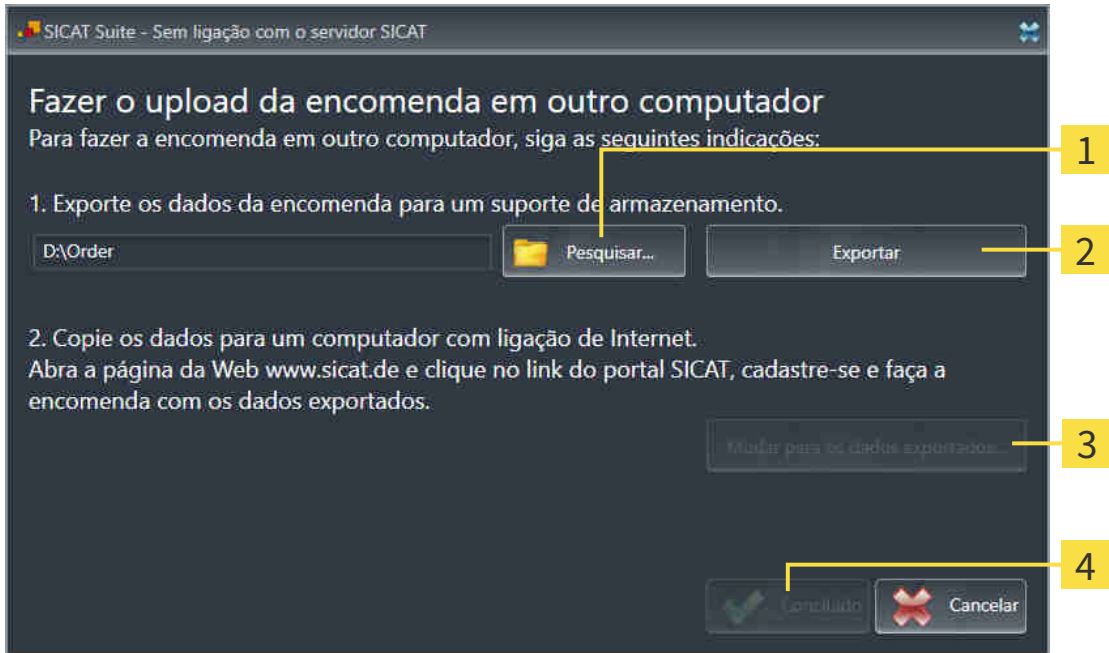 SICAT Suite - Sem ligação com o servidor SICAT
Fazer o upload da encomenda em outro computador
Para fazer a encomenda em outro computador, siga as seguintes indicações:
1
1. Exporte os dados da encomenda para um suporte de armazenamento.
D:\Order
Pesquisar...
Exportar
2
2. Copie os dados para um computador com ligação de Internet.
Abra a página da Web www.sicat.de e clique no link do portal SICAT, cadastre-se e faça a
encomenda com os dados exportados.
Mudar para os dados exportados...
3
4
Concluído
Cancelar